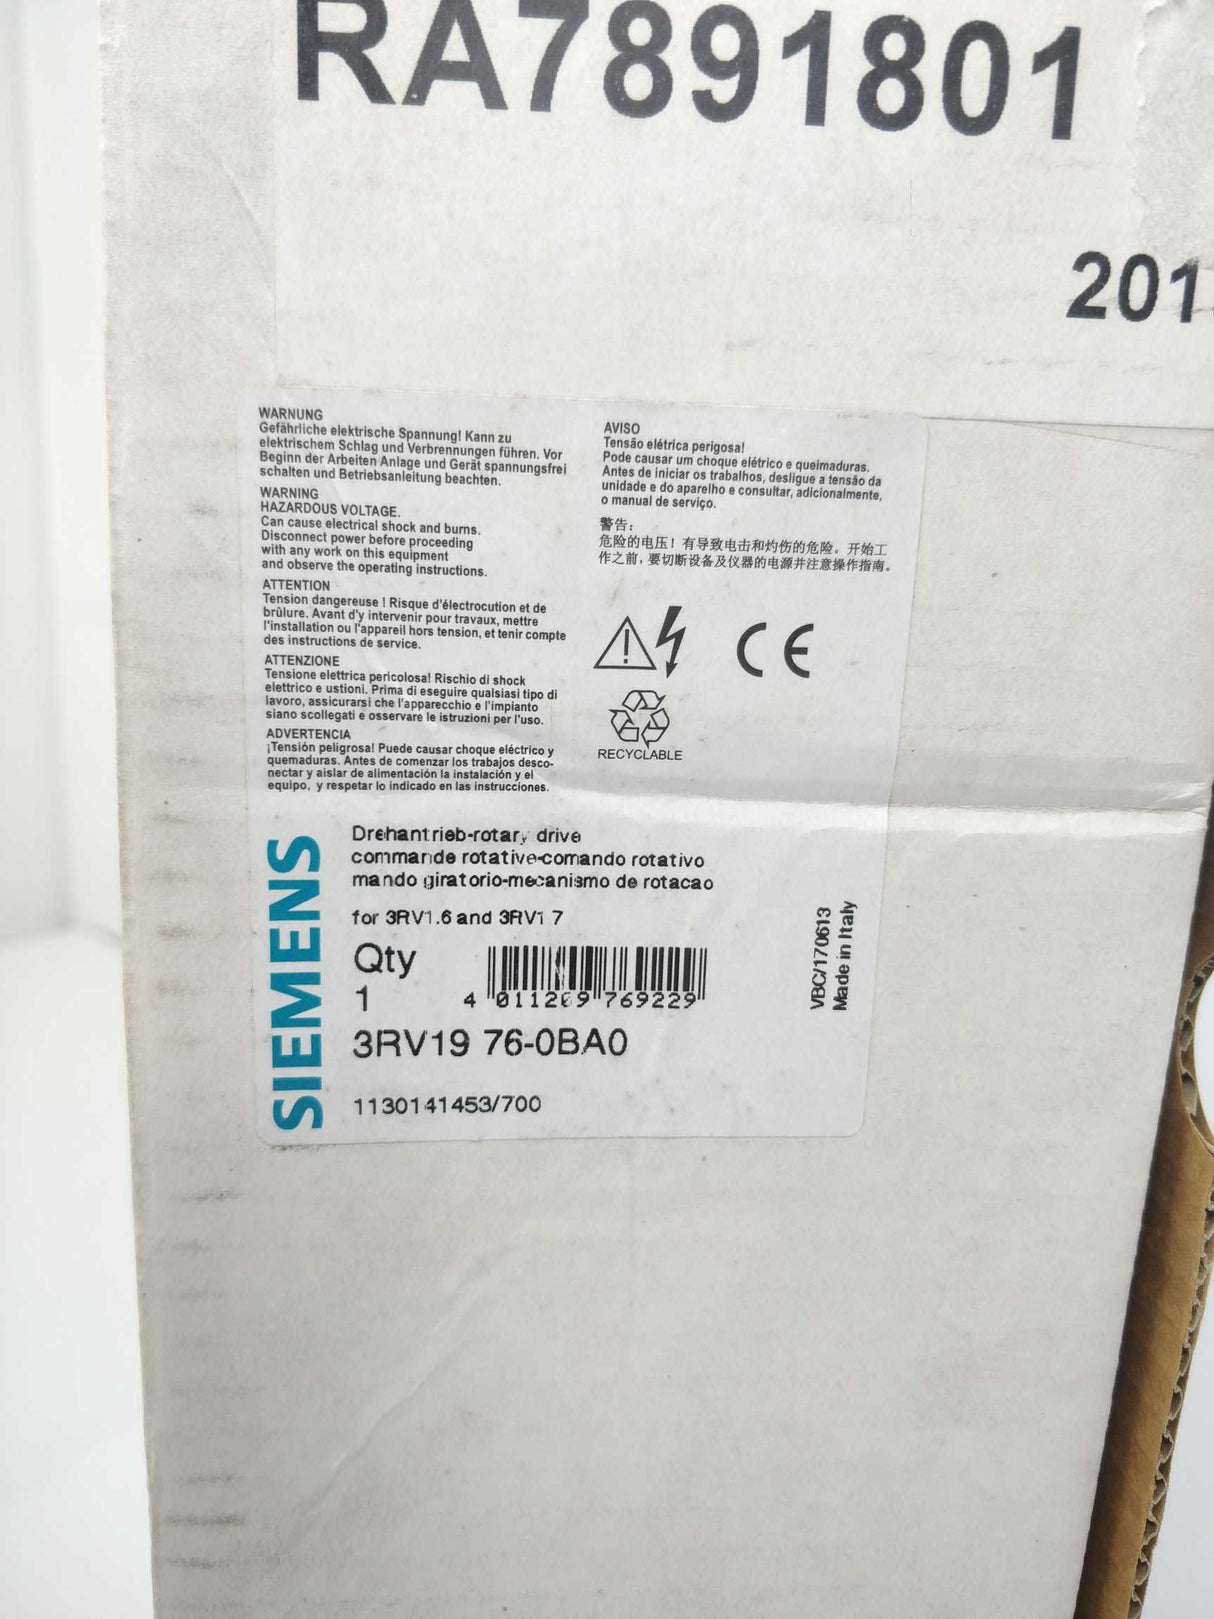 RA7891801
201
WARNUNG
Gefährliche elektrische Spannung! Kann zu
elektrischem Schlag und Verbrennungen führen. Vor
Beginn der Arbeiten Anlage und Gerät spannungsfrei
schalten und Betriebsanleitung beachten.
WARNING
HAZARDOUS VOLTAGE.
Can cause electrical shock and burns.
Disconnect power before proceeding
with any work on this equipment
and observe the operating instructions.
ATTENTION
Tension dangereuse ! Risque d'électrocution et de
brûlure. Avant d'y intervenir pour travaux, mettre
l'installation ou l'appareil hors tension, et tenir compte
des instructions de service.
ATTENZIONE
Tensione elettrica pericolosa! Rischio di shock
elettrico e ustioni. Prima di eseguire qualsiasi tipo di
lavoro, assicurarsi che l'apparecchio e l'impianto
siano scollegati e osservare le istruzioni per l'uso.
ADVERTENCIA
¡Tensión peligrosa! Puede causar choque eléctrico y
quemaduras. Antes de comenzar los trabajos desco-
nectar y aislar de alimentación la instalación y el
equipo, y respetar lo indicado en las instrucciones.
AVISO
Tensão elétrica perigosa!
Pode causar um choque elétrico e queimaduras.
Antes de iniciar os trabalhos, desligue a tensão da
unidade e do aparelho e consultar, adicionalmente,
o manual de serviço.
警告：
危险的电压！有导致电击和灼伤的危险。开始工
作之前，要切断设备及仪器的电源并注意操作指南。
CE
RECYCLABLE
SIEMENS
Drehantrieb-rotary drive
commande rotative-comando rotativo
mando giratorio-mecanismo de rotacao
for 3RV1.6 and 3RV1 7
Qty
1
4 011209 769229
3RV19 76-0BA0
1130141453/700
VBC/170613
Made in Italy